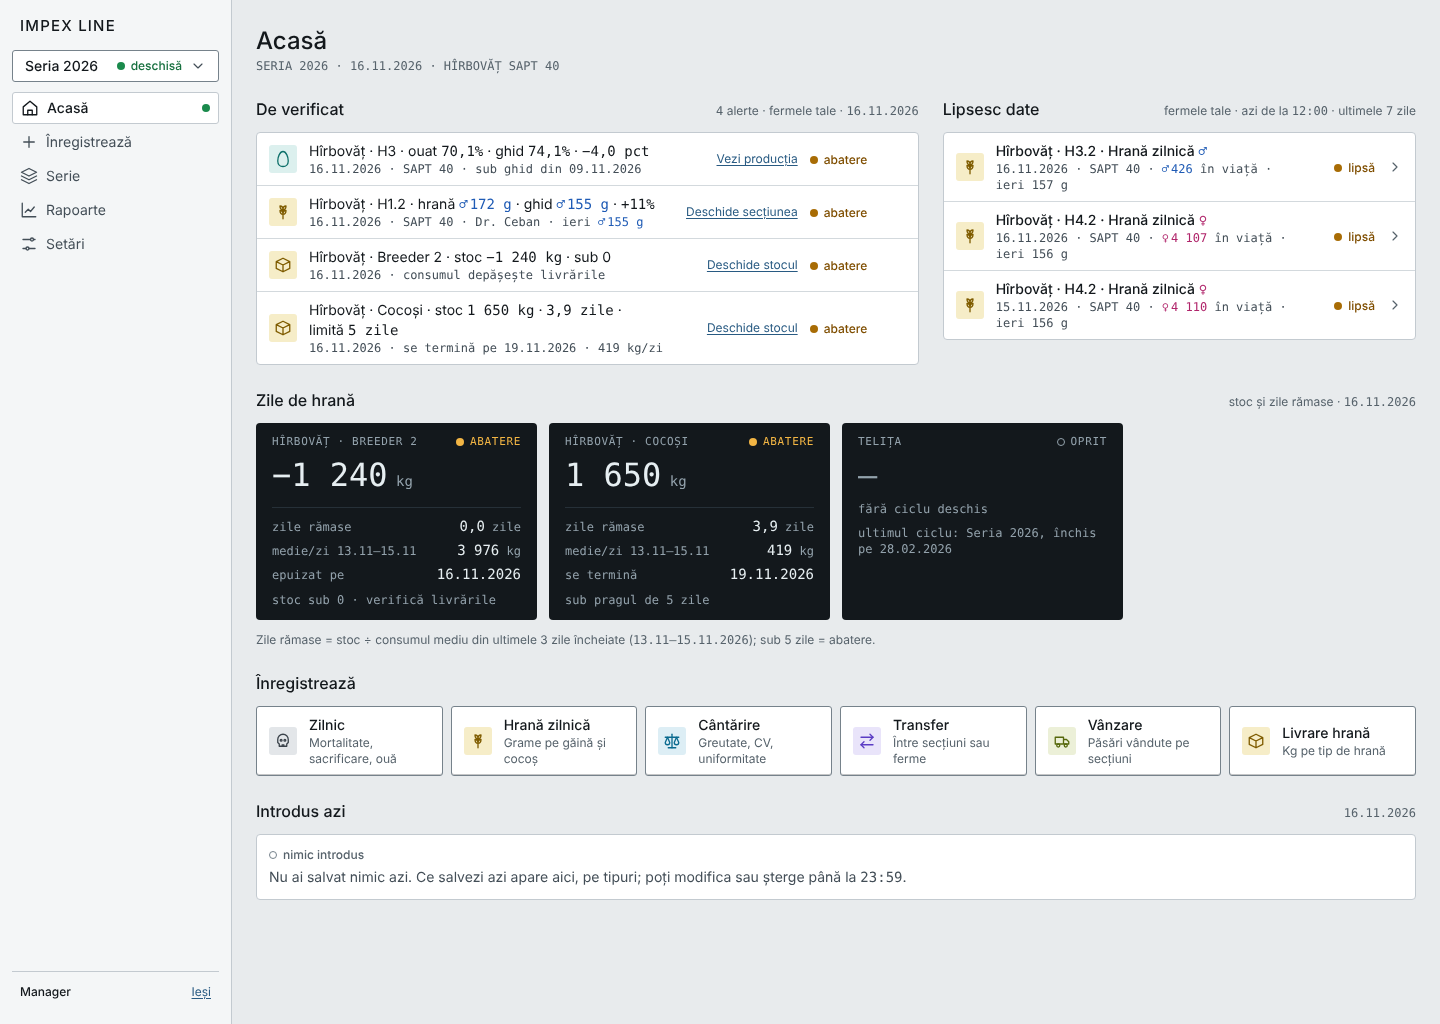 IMPEX LINE
Seria 2026 deschisă
Acasă
Înregistrează
Serie
Rapoarte
Setări
Manager Ieși
Acasă
SERIA 2026 · 16.11.2026 · HÎRBOVĂȚ SAPT 40
De verificat 4 alerte · fermele tale · 16.11.2026
Hîrbovăț · H3 · ouat 70,1% · ghid 74,1% · −4,0 pct
16.11.2026 · SAPT 40 · sub ghid din 09.11.2026
Vezi producția abatere
Hîrbovăț · H1.2 · hrană ♂172 g · ghid ♂155 g · +11%
16.11.2026 · SAPT 40 · Dr. Ceban · ieri ♂155 g
Deschide secțiunea abatere
Hîrbovăț · Breeder 2 · stoc −1 240 kg · sub 0
16.11.2026 · consumul depășește livrările
Deschide stocul abatere
Hîrbovăț · Cocoși · stoc 1 650 kg · 3,9 zile ·
limită 5 zile
16.11.2026 · se termină pe 19.11.2026 · 419 kg/zi
Deschide stocul abatere
Lipsesc date fermele tale · azi de la 12:00 · ultimele 7 zile
Hîrbovăț · H3.2 · Hrană zilnică ♂
16.11.2026 · SAPT 40 · ♂426 în viață ·
ieri 157 g
lipsă
Hîrbovăț · H4.2 · Hrană zilnică ♀
16.11.2026 · SAPT 40 · ♀4 107 în viață ·
ieri 156 g
lipsă
Hîrbovăț · H4.2 · Hrană zilnică ♀
15.11.2026 · SAPT 40 · ♀4 110 în viață ·
ieri 156 g
lipsă
Zile de hrană stoc și zile rămase · 16.11.2026
HÎRBOVĂȚ · BREEDER 2 ABATERE
−1 240 kg
zile rămase 0,0 zile
medie/zi 13.11–15.11 3 976 kg
epuizat pe 16.11.2026
stoc sub 0 · verifică livrările
HÎRBOVĂȚ · COCOȘI ABATERE
1 650 kg
zile rămase 3,9 zile
medie/zi 13.11–15.11 419 kg
se termină 19.11.2026
sub pragul de 5 zile
TELIȚA OPRIT
—
fără ciclu deschis
ultimul ciclu: Seria 2026, închis
pe 28.02.2026
Zile rămase = stoc ÷ consumul mediu din ultimele 3 zile încheiate (13.11–15.11.2026); sub 5 zile = abatere.
Înregistrează
Zilnic
Mortalitate,
sacrificare, ouă
Hrană zilnică
Grame pe găină și
cocoș
Cântărire
Greutate, CV,
uniformitate
Transfer
Între secțiuni sau
ferme
Vânzare
Păsări vândute pe
secțiuni
Livrare hrană
Kg pe tip de hrană
Introdus azi 16.11.2026
nimic introdus
Nu ai salvat nimic azi. Ce salvezi azi apare aici, pe tipuri; poți modifica sau șterge până la 23:59.